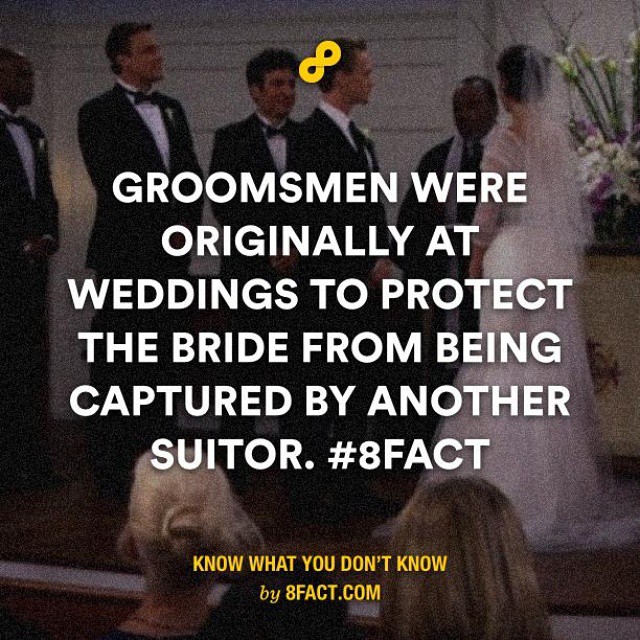 GROOMSMEN WERE
ORIGINALLY AT
WEDDINGS TO PROTECT
THE BRIDE FROM BEING
CAPTURED BY ANOTHER
SUITOR. #8FACT
KNOW WHAT YOU DON'T KNOW
by 8FACT.COM